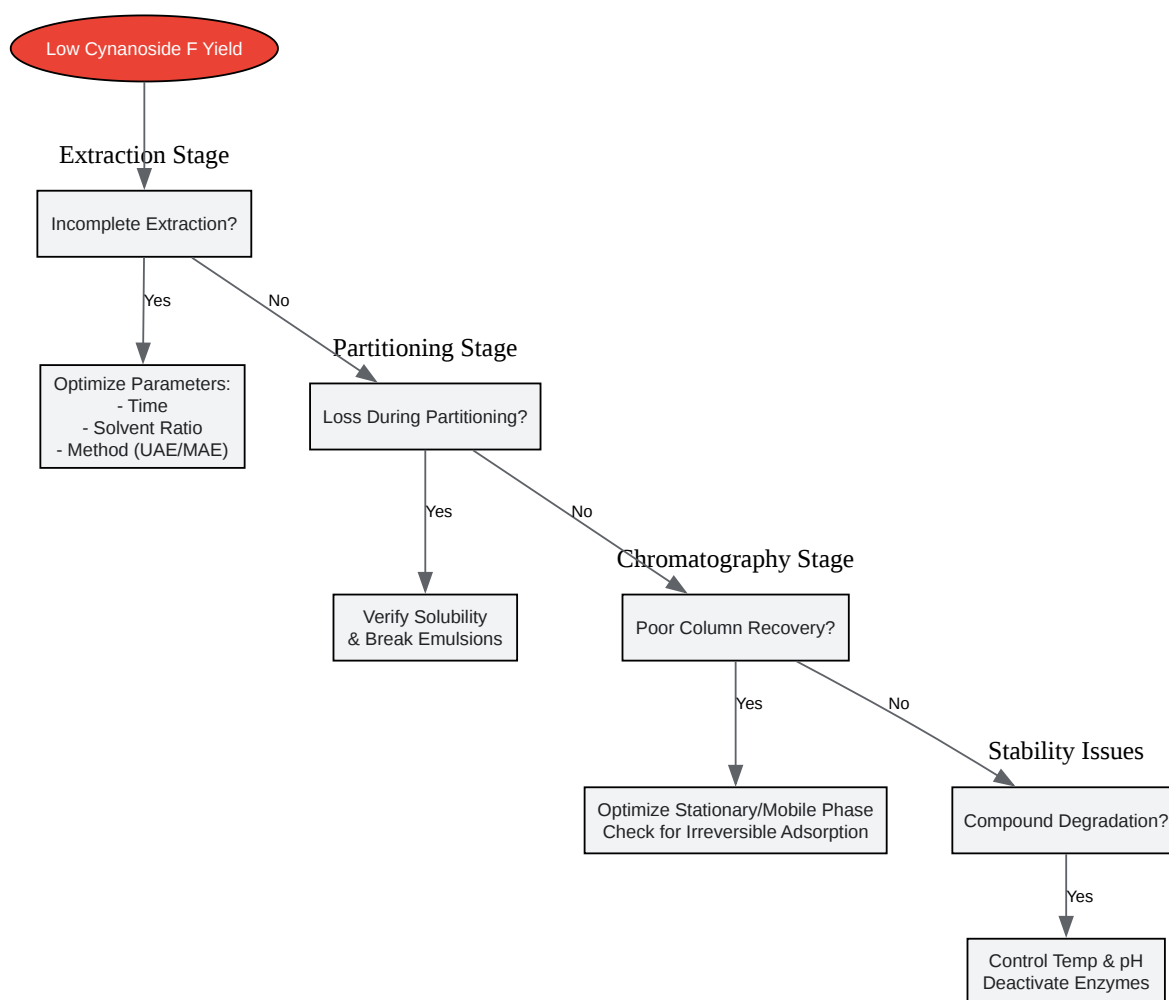 Low Cynanoside F Yield
Extraction Stage
Incomplete Extraction?
Yes
No
Optimize Parameters:
- Time
- Solvent Ratio
- Method (UAE/MAE)
Partitioning Stage
Loss During Partitioning?
Yes
No
Verify Solubility
& Break Emulsions
Chromatography Stage
Poor Column Recovery?
Yes
No
Optimize Stationary/Mobile Phase
Check for Irreversible Adsorption
Stability Issues
Compound Degradation?
Yes
Control Temp & pH
Deactivate Enzymes